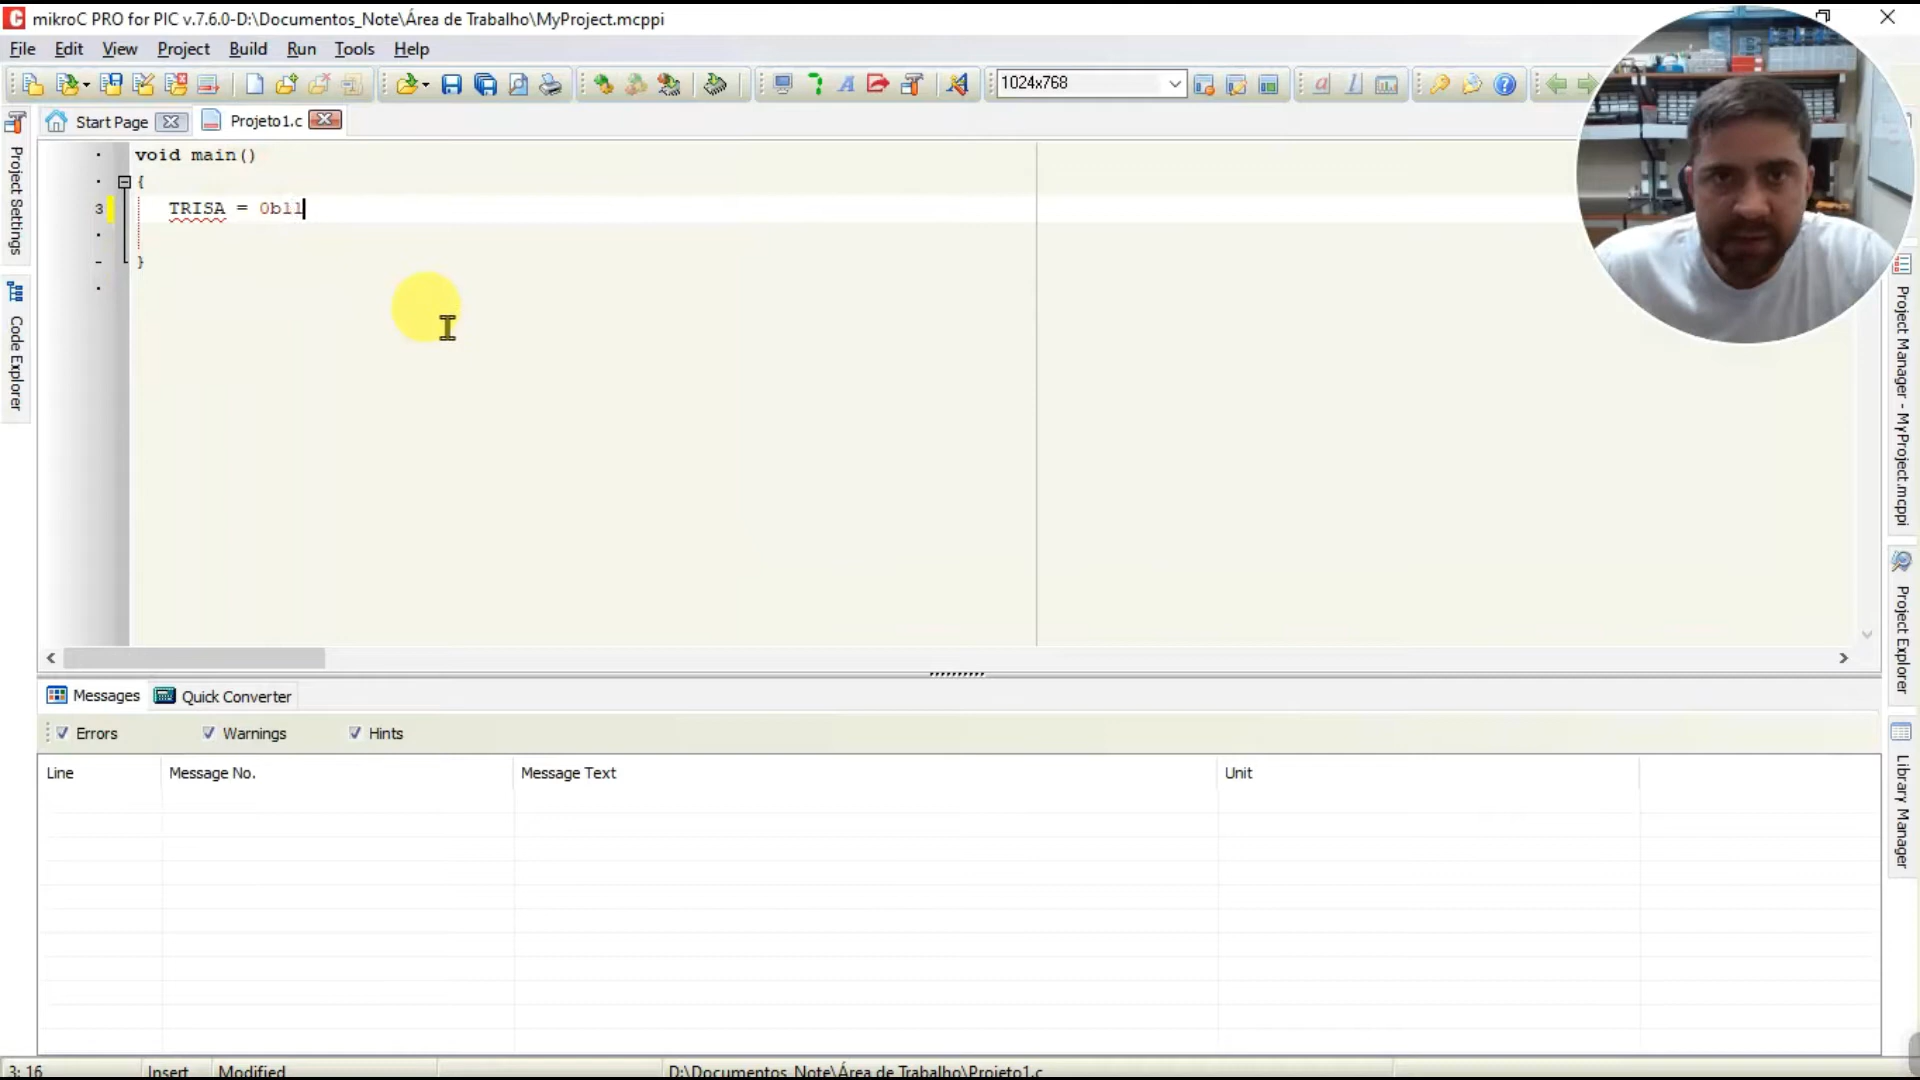 mikroC PRO for PIC v.7.6.0-D:\Documentos_Note\Área de Trabalho\MyProject.mcppi
File Edit View Project Build Run Tools Help
1024x768
Start Page Projeto1.c
void main()
{
3 TRISA = 0b11
}
Project Settings
Code Explorer
Project Manager - MyProject.mcppi
Project Explorer
Library Manager
Messages Quick Converter
Errors Warnings Hints
Line Message No. Message Text Unit
3: 16 Insert Modified D:\Documentos_Note\Área de Trabalho\Projeto1.c